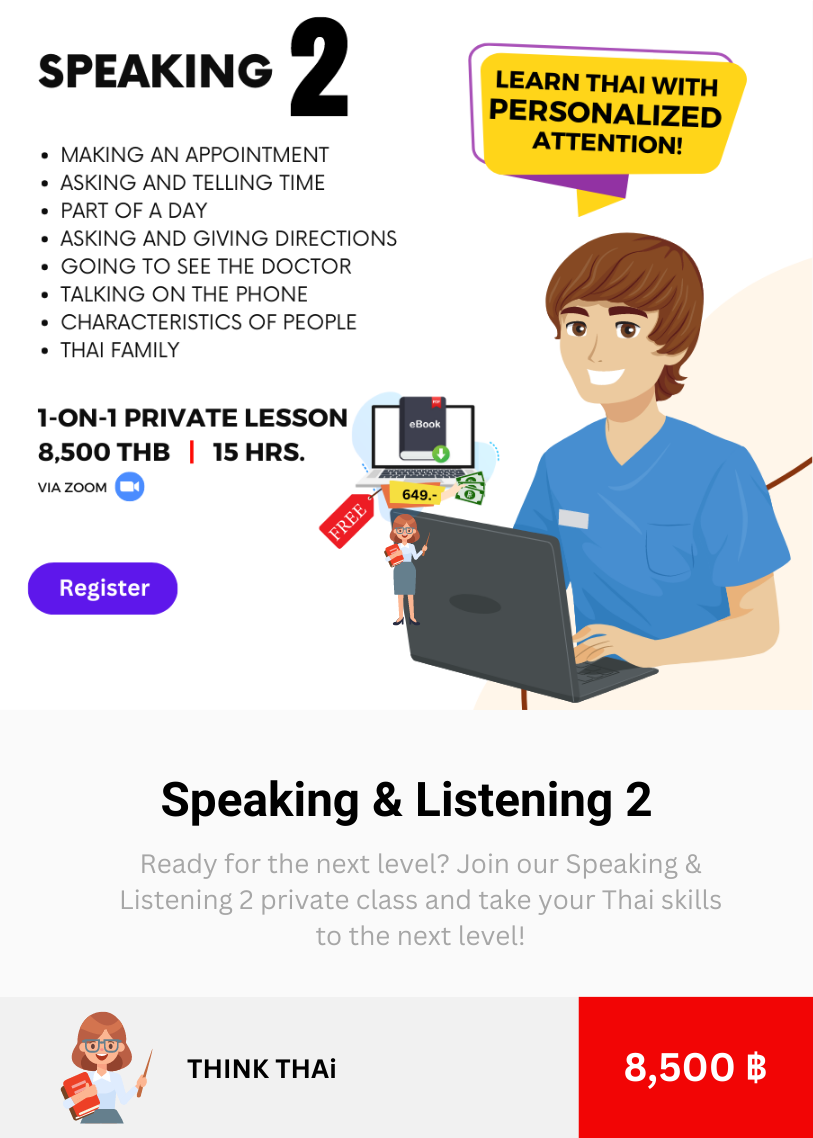 SPEAKING 2
LEARN THAI WITH
PERSONALIZED
ATTENTION!
• MAKING AN APPOINTMENT
• ASKING AND TELLING TIME
• PART OF A DAY
• ASKING AND GIVING DIRECTIONS
• GOING TO SEE THE DOCTOR
• TALKING ON THE PHONE
• CHARACTERISTICS OF PEOPLE
• THAI FAMILY
1-ON-1 PRIVATE LESSON
8,500 THB | 15 HRS.
VIA ZOOM
PDF
eBook
649.-
FREE
฿
Register
Speaking & Listening 2
Ready for the next level? Join our Speaking &
Listening 2 private class and take your Thai skills
to the next level!
THINK THAi
8,500 ฿